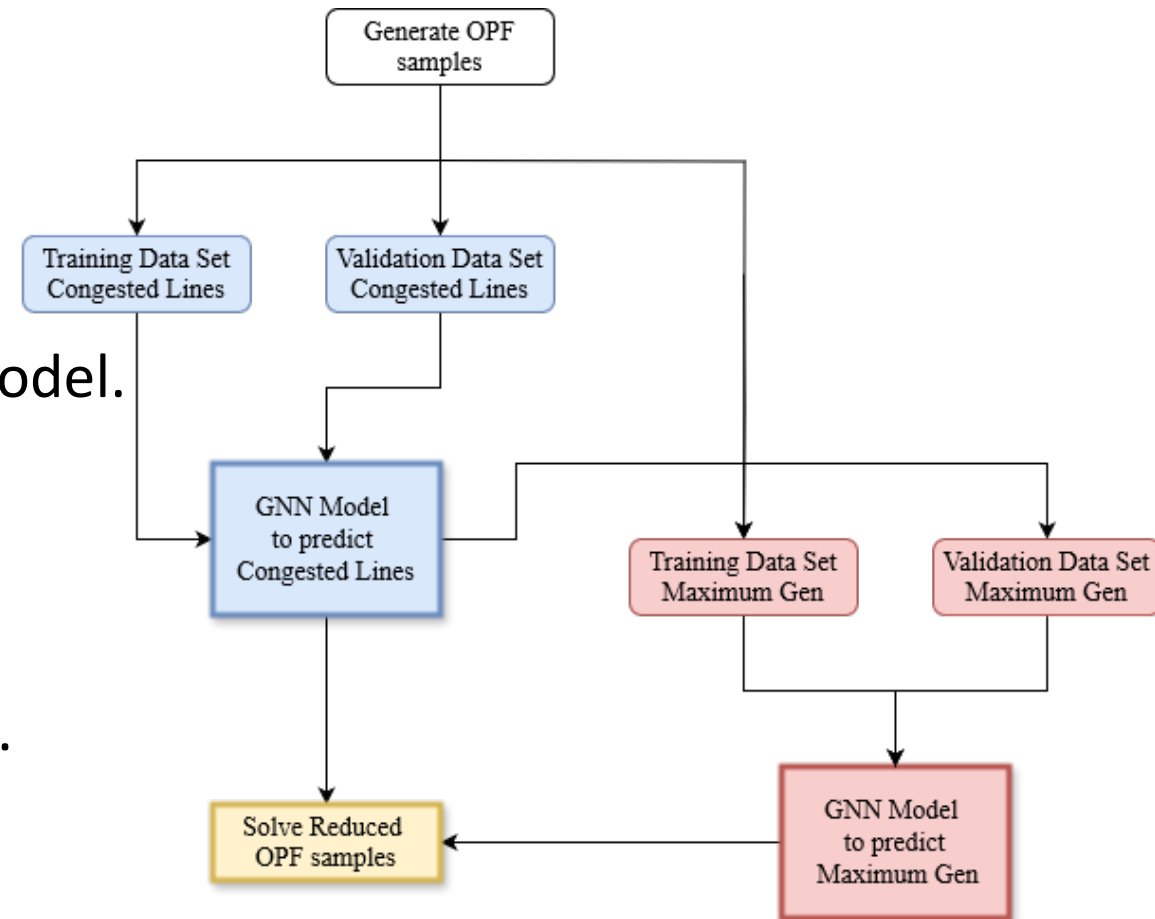 Generate OPF
samples
Training Data Set
Congested Lines
Validation Data Set
Congested Lines
odel.
GNN Model
to predict
Congested Lines
Training Data Set
Maximum Gen
Validation Data Set
Maximum Gen
.
Solve Reduced
OPF samples
GNN Model
to predict
Maximum Gen